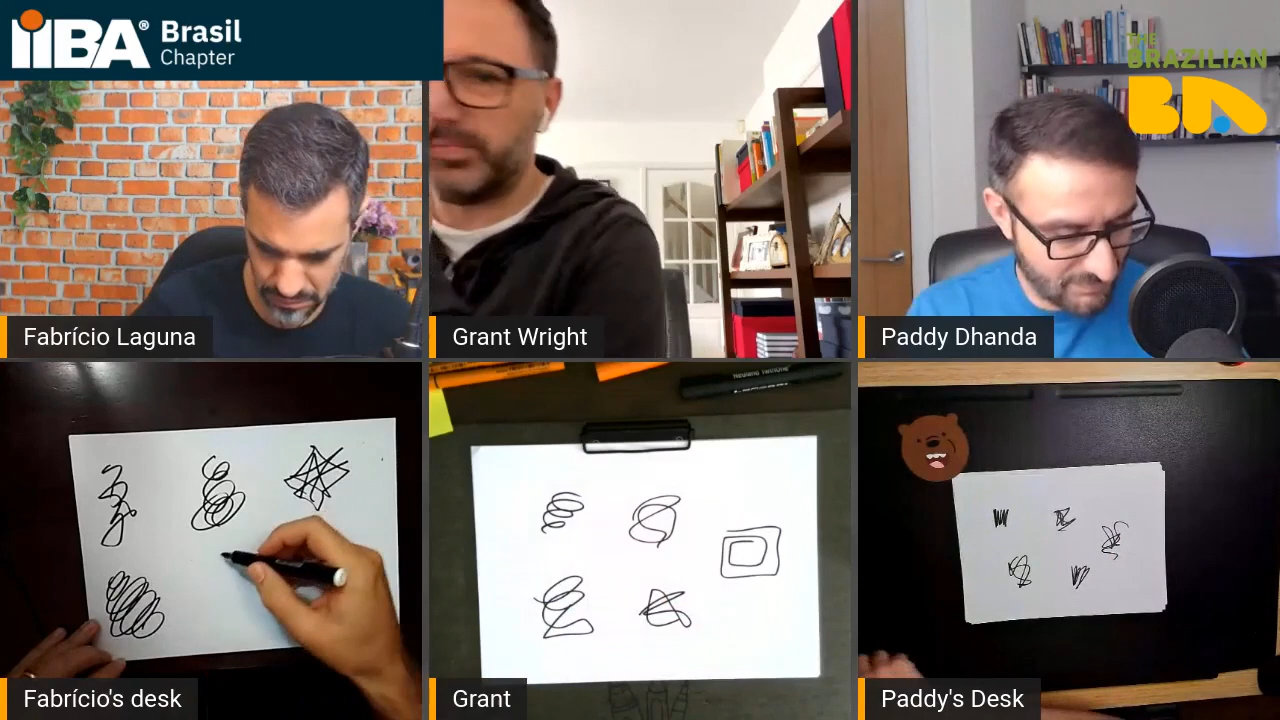 iiBA® Brasil
Chapter
THE
BRAZILIAN
BA
Fabrício Laguna
Grant Wright
Paddy Dhanda
Fabrício's desk
Grant
Paddy's Desk